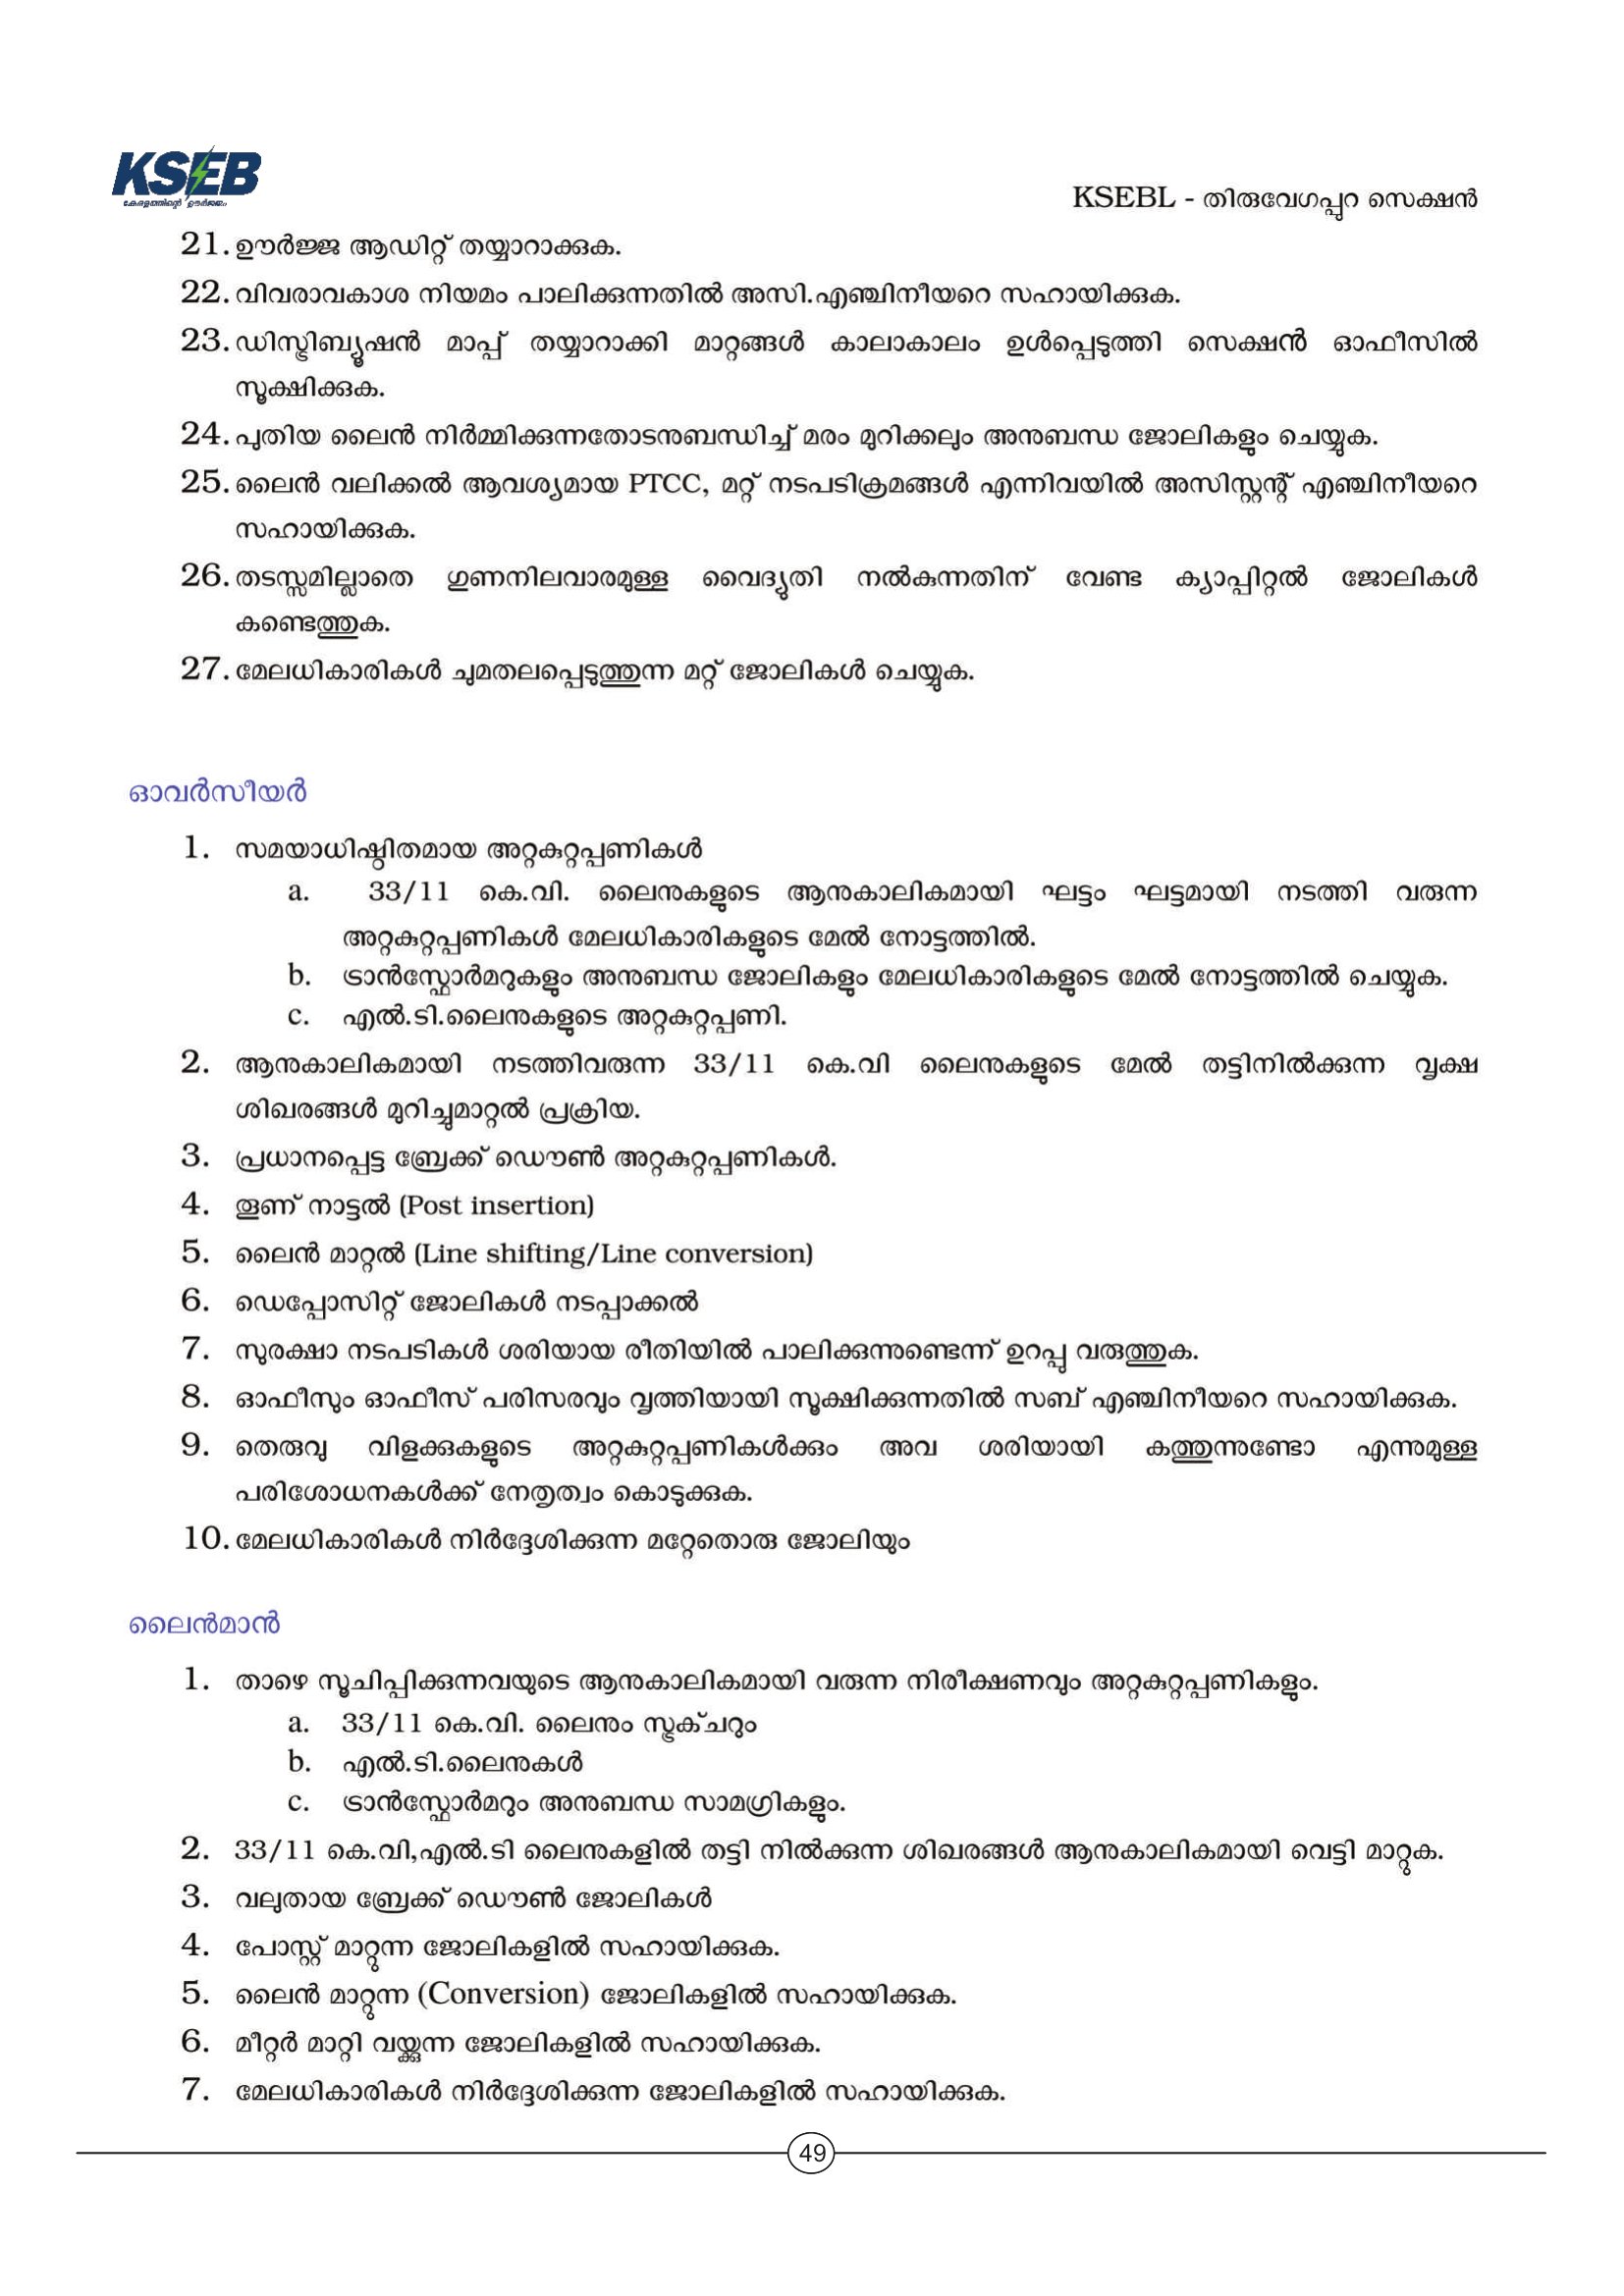 KSEB
കേരളത്തിന്റെ ഊർജ്ജം
KSEBL - തിരുവേഗപ്പുറ സെക്ഷൻ
21. ഊർജ്ജ ആഡിറ്റ് തയ്യാറാക്കുക.
22. വിവരാവകാശ നിയമം പാലിക്കുന്നതിൽ അസി.എഞ്ചിനീയറെ സഹായിക്കുക.
23. ഡിസ്ട്രിബ്യൂഷൻ മാപ്പ് തയ്യാറാക്കി മാറ്റങ്ങൾ കാലാകാലം ഉൾപ്പെടുത്തി സെക്ഷൻ ഓഫീസിൽ
സൂക്ഷിക്കുക.
24. പുതിയ ലൈൻ നിർമ്മിക്കുന്നതോടനുബന്ധിച്ച് മരം മുറിക്കലും അനുബന്ധ ജോലികളും ചെയ്യുക.
25. ലൈൻ വലിക്കൽ ആവശ്യമായ PTCC, മറ്റ് നടപടിക്രമങ്ങൾ എന്നിവയിൽ അസിസ്റ്റന്റ് എഞ്ചിനീയറെ
സഹായിക്കുക.
26. തടസ്സമില്ലാതെ ഗുണനിലവാരമുള്ള വൈദ്യുതി നൽകുന്നതിന് വേണ്ട ക്യാപ്പിറ്റൽ ജോലികൾ
കണ്ടെത്തുക.
27. മേലധികാരികൾ ചുമതലപ്പെടുത്തുന്ന മറ്റ് ജോലികൾ ചെയ്യുക.
ഓവർസീയർ
1. സമയാധിഷ്ഠിതമായ അറ്റകുറ്റപ്പണികൾ
a. 33/11 കെ.വി. ലൈനുകളുടെ ആനുകാലികമായി ഘട്ടം ഘട്ടമായി നടത്തി വരുന്ന
അറ്റകുറ്റപ്പണികൾ മേലധികാരികളുടെ മേൽ നോട്ടത്തിൽ.
b. ട്രാൻസ്ഫോർമറുകളും അനുബന്ധ ജോലികളും മേലധികാരികളുടെ മേൽ നോട്ടത്തിൽ ചെയ്യുക.
c. എൽ.ടി.ലൈനുകളുടെ അറ്റകുറ്റപ്പണി.
2. ആനുകാലികമായി നടത്തിവരുന്ന 33/11 കെ.വി ലൈനുകളുടെ മേൽ തട്ടിനിൽക്കുന്ന വൃക്ഷ
ശിഖരങ്ങൾ മുറിച്ചുമാറ്റൽ പ്രക്രിയ.
3. പ്രധാനപ്പെട്ട ബ്രേക്ക് ഡൌൺ അറ്റകുറ്റപ്പണികൾ.
4. തൂണ് നാട്ടൽ (Post insertion)
5. ലൈൻ മാറ്റൽ (Line shifting/Line conversion)
6. ഡെപ്പോസിറ്റ് ജോലികൾ നടപ്പാക്കൽ
7. സുരക്ഷാ നടപടികൾ ശരിയായ രീതിയിൽ പാലിക്കുന്നുണ്ടെന്ന് ഉറപ്പു വരുത്തുക.
8. ഓഫീസും ഓഫീസ് പരിസരവും വൃത്തിയായി സൂക്ഷിക്കുന്നതിൽ സബ് എഞ്ചിനീയറെ സഹായിക്കുക.
9. തെരുവു വിളക്കുകളുടെ അറ്റകുറ്റപ്പണികൾക്കും അവ ശരിയായി കത്തുന്നുണ്ടോ എന്നുമുള്ള
പരിശോധനകൾക്ക് നേതൃത്വം കൊടുക്കുക.
10. മേലധികാരികൾ നിർദ്ദേശിക്കുന്ന മറ്റേതൊരു ജോലിയും
ലൈൻമാൻ
1. താഴെ സൂചിപ്പിക്കുന്നവയുടെ ആനുകാലികമായി വരുന്ന നിരീക്ഷണവും അറ്റകുറ്റപ്പണികളും.
a. 33/11 കെ.വി. ലൈനും സ്ട്രക്ചറും
b. എൽ.ടി.ലൈനുകൾ
c. ട്രാൻസ്ഫോർമറും അനുബന്ധ സാമഗ്രികളും.
2. 33/11 കെ.വി,എൽ.ടി ലൈനുകളിൽ തട്ടി നിൽക്കുന്ന ശിഖരങ്ങൾ ആനുകാലികമായി വെട്ടി മാറ്റുക.
3. വലുതായ ബ്രേക്ക് ഡൌൺ ജോലികൾ
4. പോസ്റ്റ് മാറ്റുന്ന ജോലികളിൽ സഹായിക്കുക.
5. ലൈൻ മാറ്റുന്ന (Conversion) ജോലികളിൽ സഹായിക്കുക.
6. മീറ്റർ മാറ്റി വയ്ക്കുന്ന ജോലികളിൽ സഹായിക്കുക.
7. മേലധികാരികൾ നിർദ്ദേശിക്കുന്ന ജോലികളിൽ സഹായിക്കുക.
49